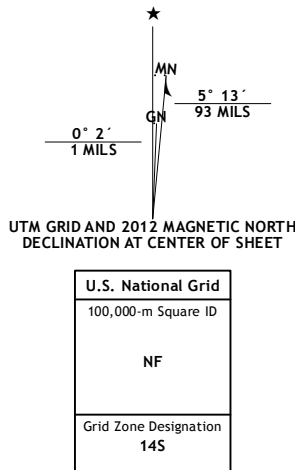 MN
GN
5° 13´
93 MILS
0° 2´
1 MILS
UTM GRID AND 2012 MAGNETIC NORTH
DECLINATION AT CENTER OF SHEET
U.S. National Grid
100,000-m Square ID
NF
Grid Zone Designation
14S